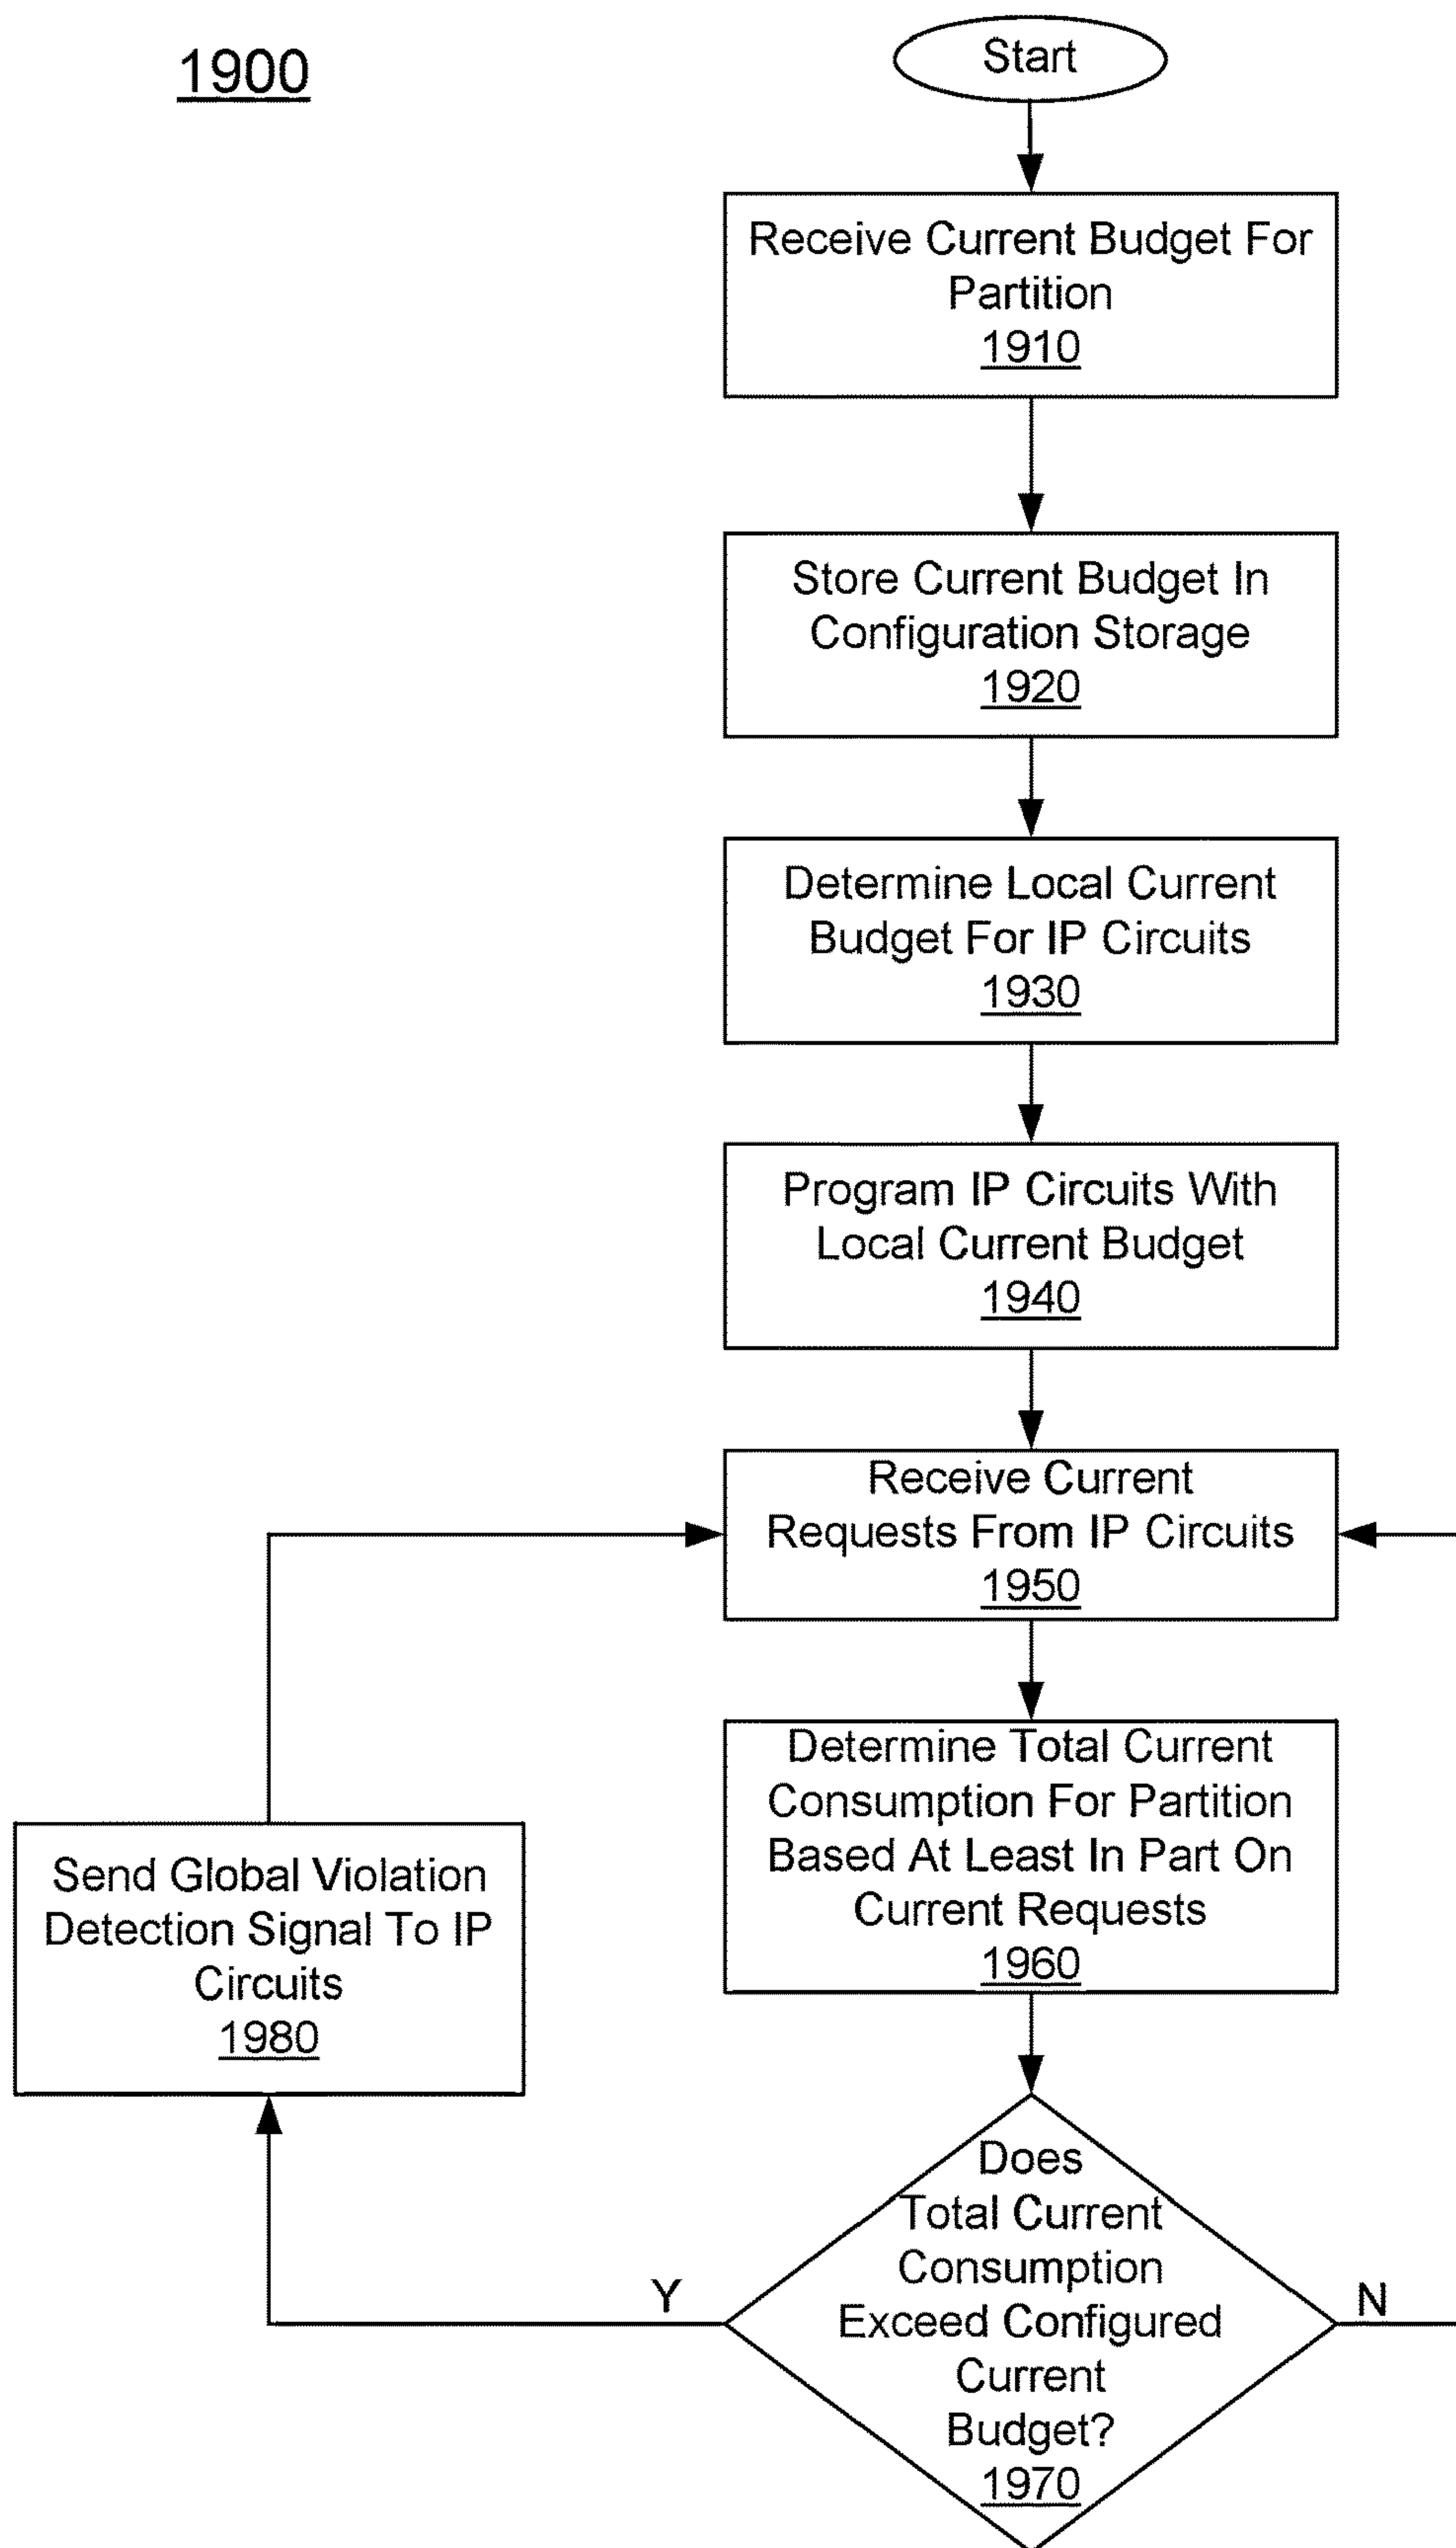 1900
Start
Receive Current Budget For
Partition
1910
Store Current Budget In
Configuration Storage
1920
Determine Local Current
Budget For IP Circuits
1930
Program IP Circuits With
Local Current Budget
1940
Receive Current
Requests From IP Circuits
1950
Determine Total Current
Consumption For Partition
Based At Least In Part On
Current Requests
1960
Send Global Violation
Detection Signal To IP
Circuits
1980
Does
Total Current
Consumption
Exceed Configured
Current
Budget?
1970
Y
N